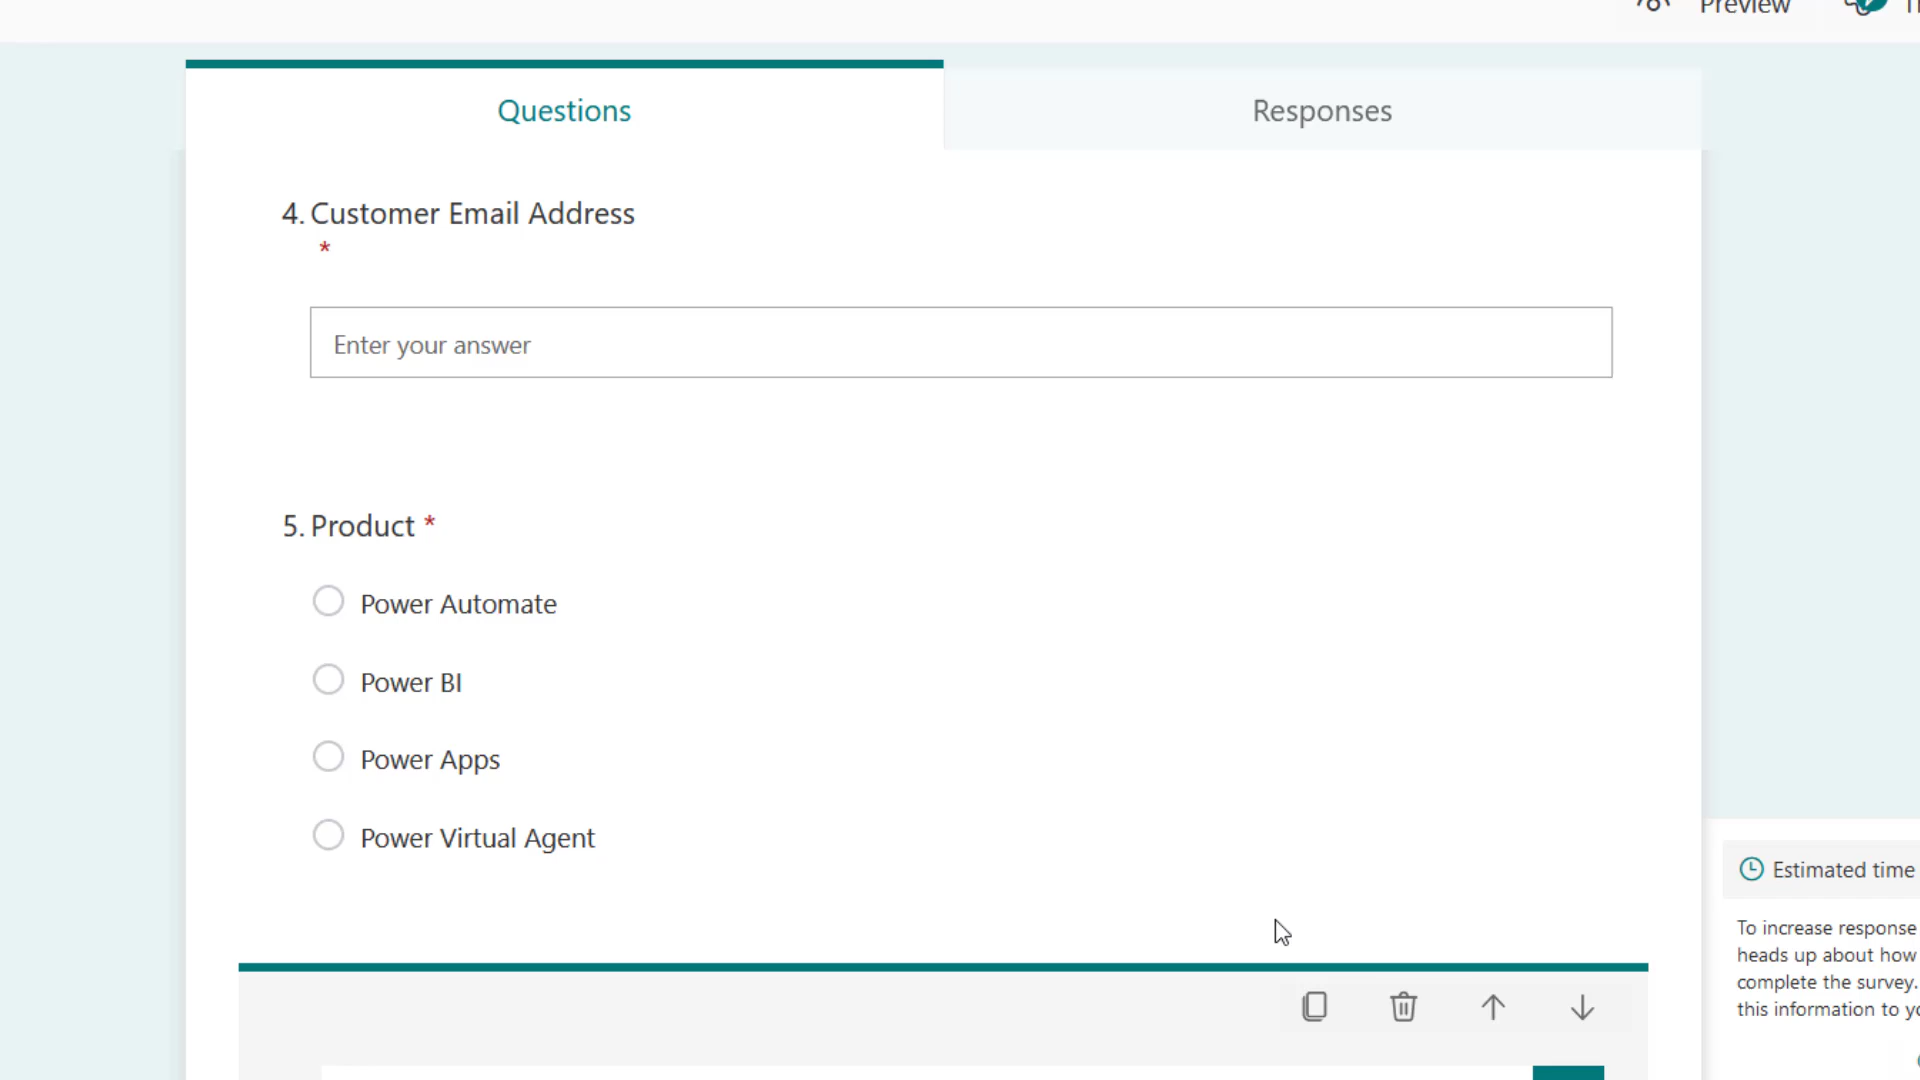 Preview
Questions
Responses
4. Customer Email Address
*
Enter your answer
5. Product *
Power Automate
Power BI
Power Apps
Power Virtual Agent
Estimated time
To increase response
heads up about how
complete the survey.
this information to